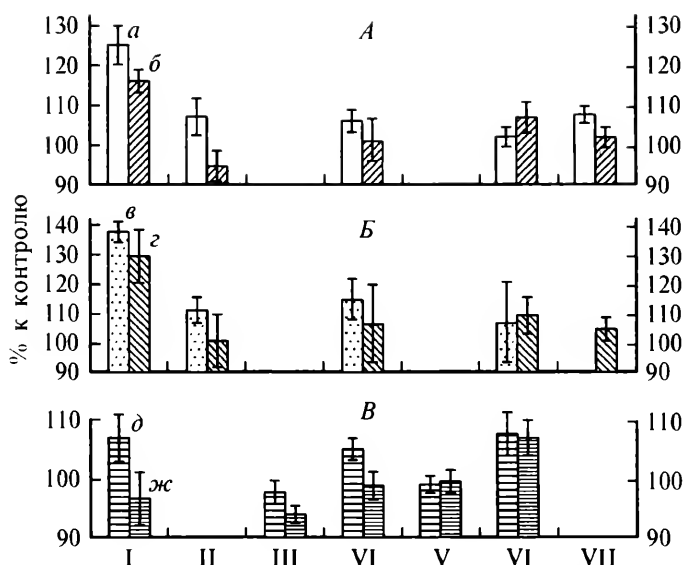 130 а А 130
120 б 120
110 110
100 100
90 90
% к контролю
140 в Б 140
130 г 130
120 120
110 110
100 100
90 90
110 д В 110
100 ж 100
90 90
I II III VI V VI VII